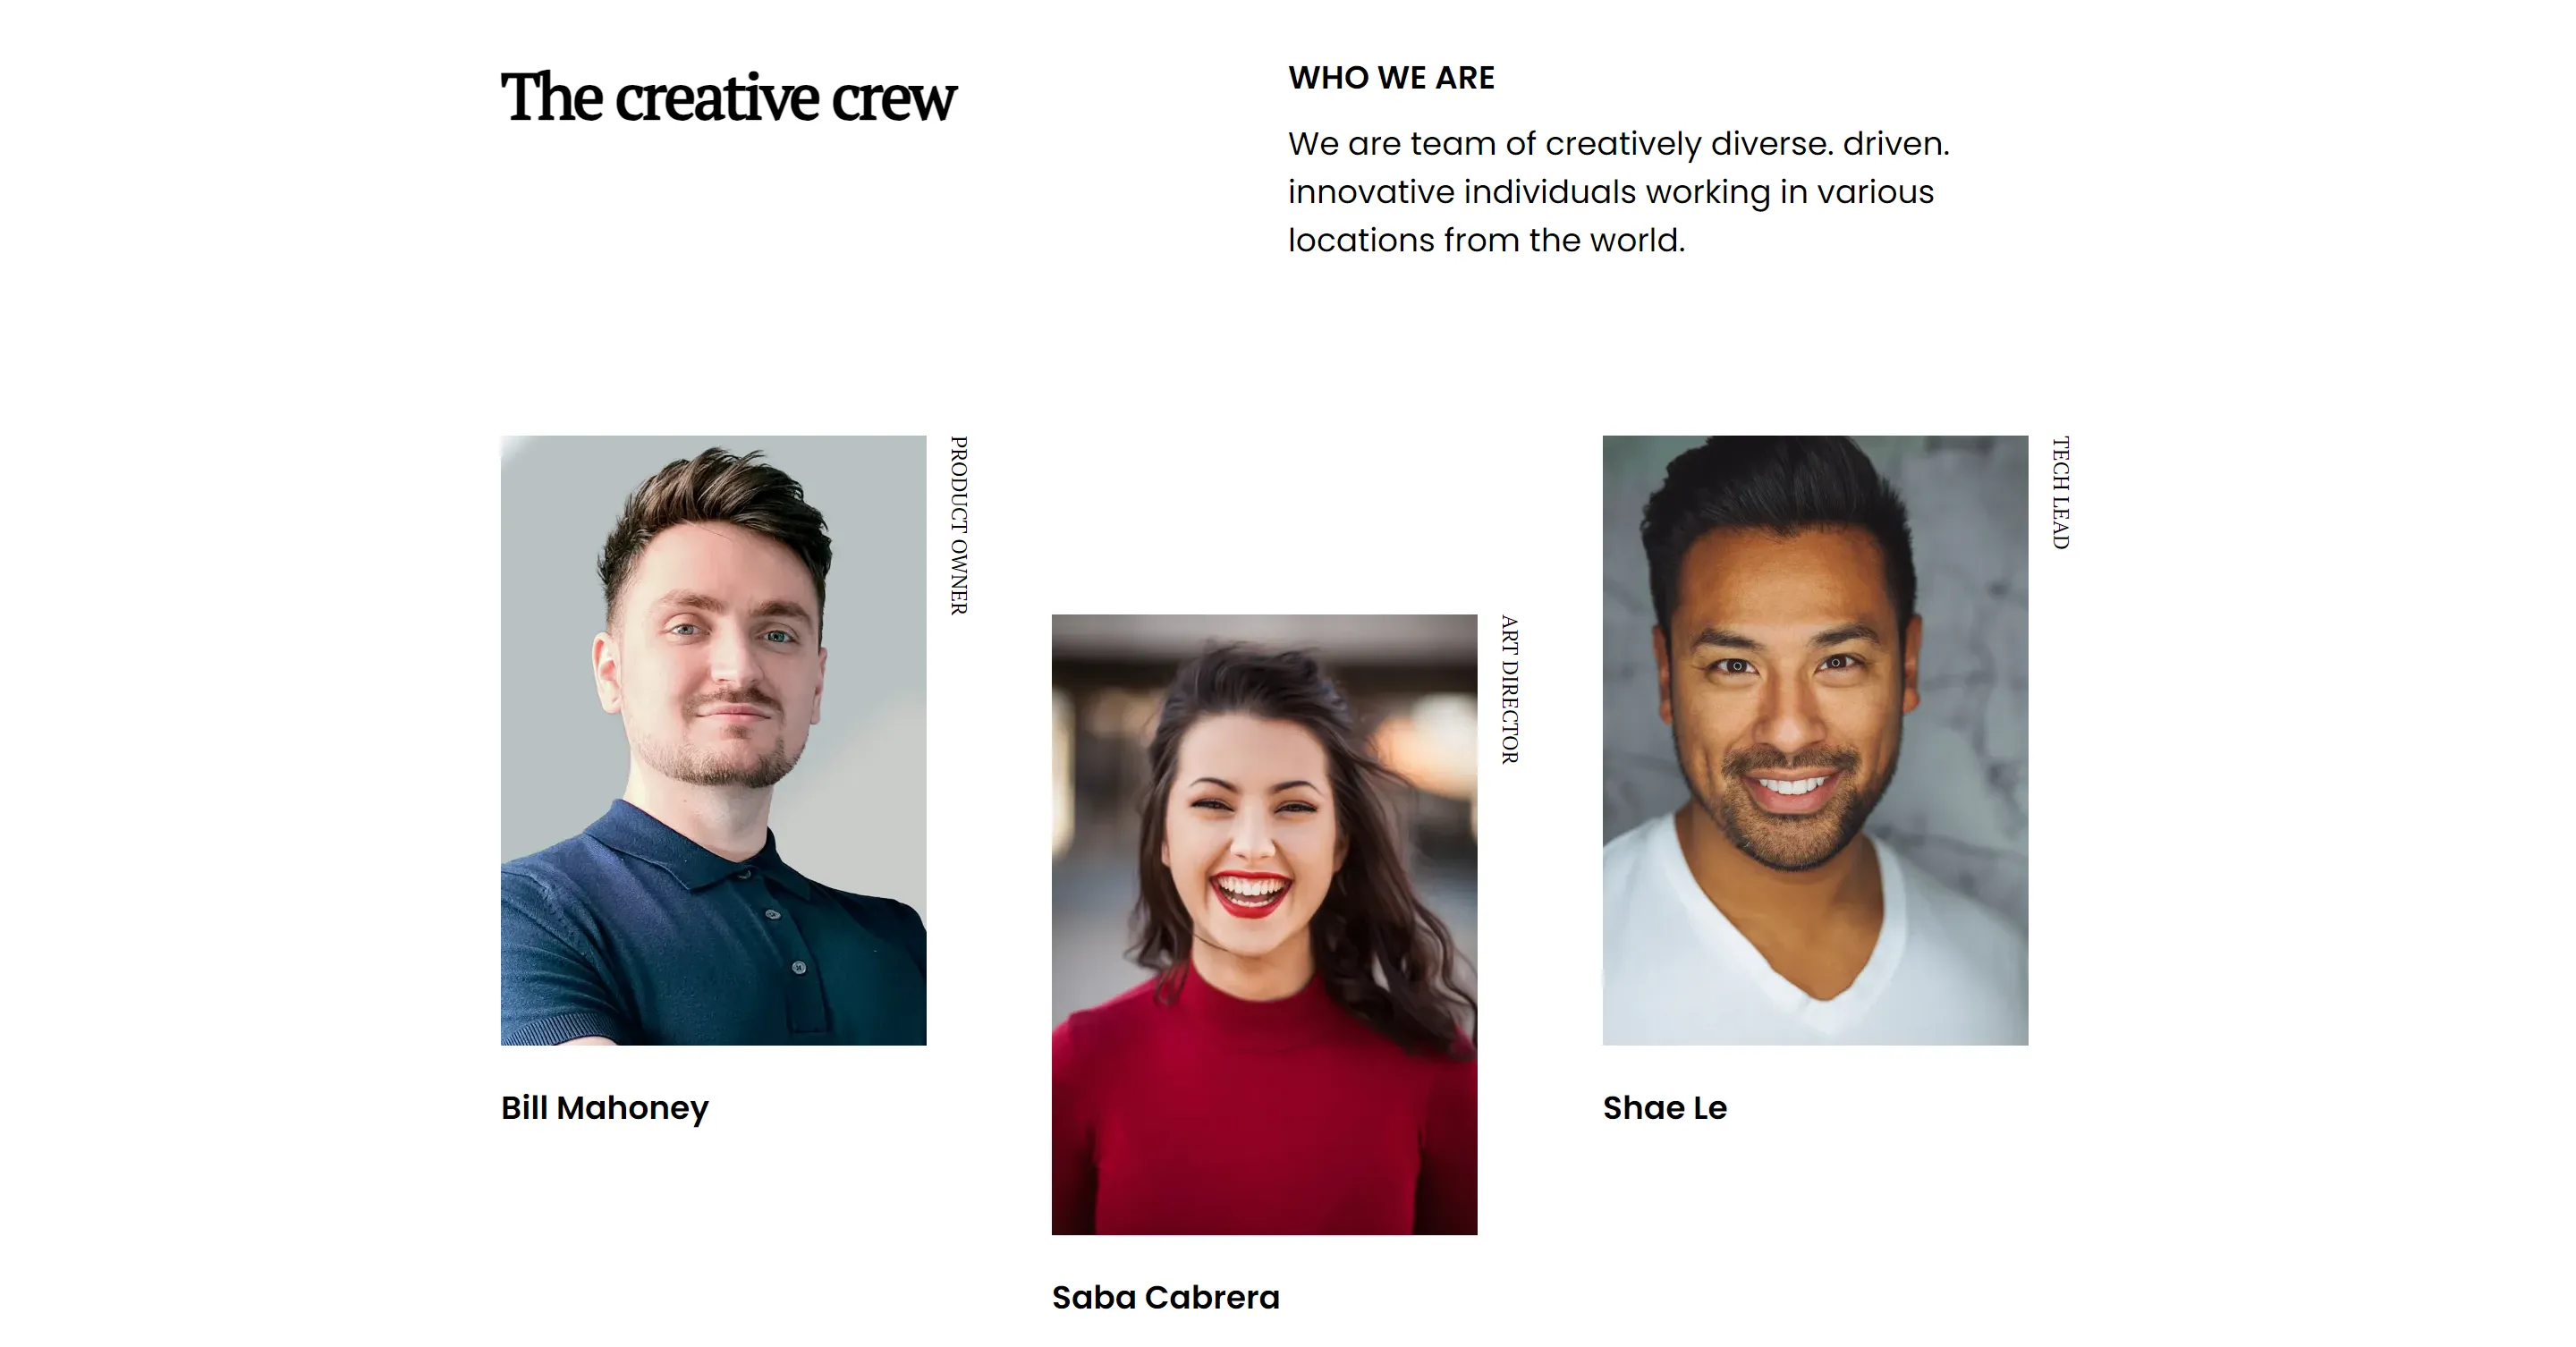 The creative crew
WHO WE ARE
We are team of creatively diverse. driven.
innovative individuals working in various
locations from the world.
PRODUCT OWNER
Bill Mahoney
ART DIRECTOR
Saba Cabrera
TECH LEAD
Shae Le